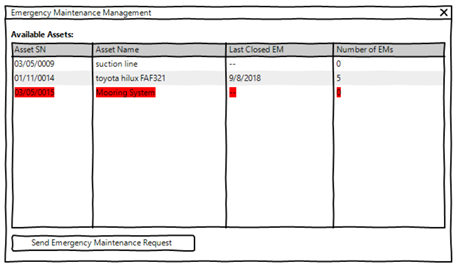 Emergency Maintenance Management X
Available Assets:
Asset SN Asset Name Last Closed EM Number of EMs
03/05/0009 suction line -- 0
01/11/0014 toyota hilux FAF321 9/8/2018 5
03/05/0015 Mooring System -- 0
Send Emergency Maintenance Request